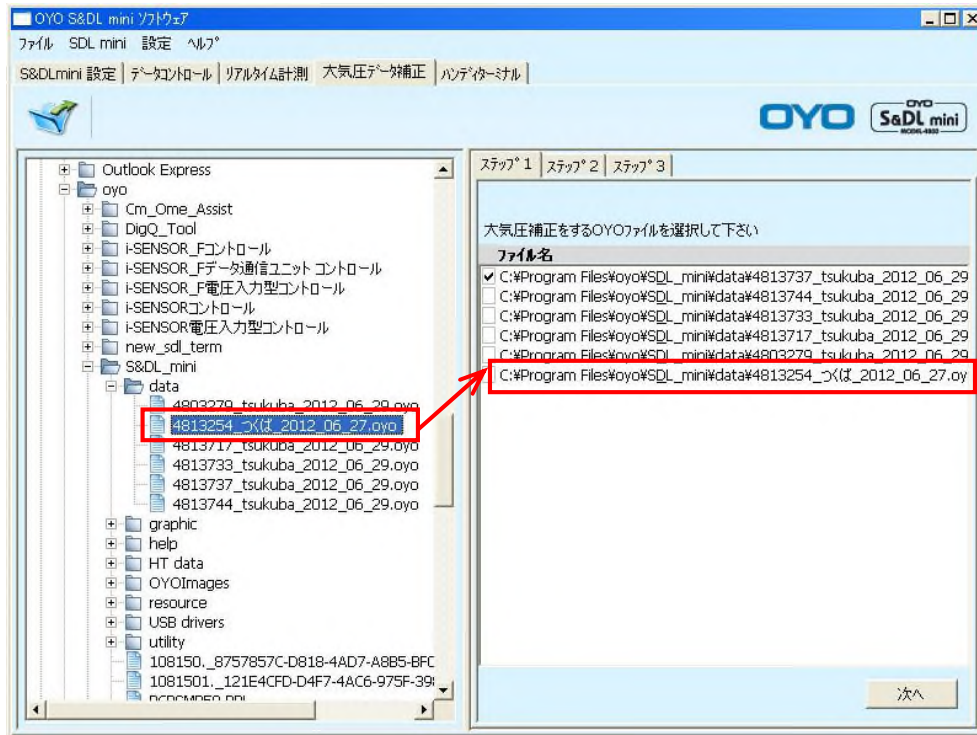 OYO S&DL mini ソフトウェア
ファイル SDL mini 設定 ヘルプ
S&DLmini 設定 データコントロール リアルタイム計測 大気圧データ補正 ハンディターミナル
OYO
OYO
S&DL mini
MODEL-4800
Outlook Express
oyo
Cm_Ome_Assist
DigQ_Tool
i-SENSOR_Fコントロール
i-SENSOR_Fデータ通信ユニット コントロール
i-SENSOR_F電圧入力型コントロール
i-SENSORコントロール
i-SENSOR電圧入力型コントロール
new_sdl_term
S&DL_mini
data
4803279_tsukuba_2012_06_29.oyo
4813254_つくば_2012_06_27.oyo
4813717_tsukuba_2012_06_29.oyo
4813733_tsukuba_2012_06_29.oyo
4813737_tsukuba_2012_06_29.oyo
4813744_tsukuba_2012_06_29.oyo
graphic
help
HT data
OYOImages
resource
USB drivers
utility
108150._8757857C-D818-4AD7-A8B5-BFC
1081501._121E4CFD-D4F7-4AC6-975F-39
ステップ 1 ステップ 2 ステップ 3
大気圧補正をするOYOファイルを選択して下さい
ファイル名
C:¥Program Files¥oyo¥SDL_mini¥data¥4813737_tsukuba_2012_06_29
C:¥Program Files¥oyo¥SDL_mini¥data¥4813744_tsukuba_2012_06_29
C:¥Program Files¥oyo¥SDL_mini¥data¥4813733_tsukuba_2012_06_29
C:¥Program Files¥oyo¥SDL_mini¥data¥4813717_tsukuba_2012_06_29
C:¥Program Files¥oyo¥SDL_mini¥data¥4803279_tsukuba_2012_06_29
C:¥Program Files¥oyo¥SDL_mini¥data¥4813254_つくば_2012_06_27.oy
次へ